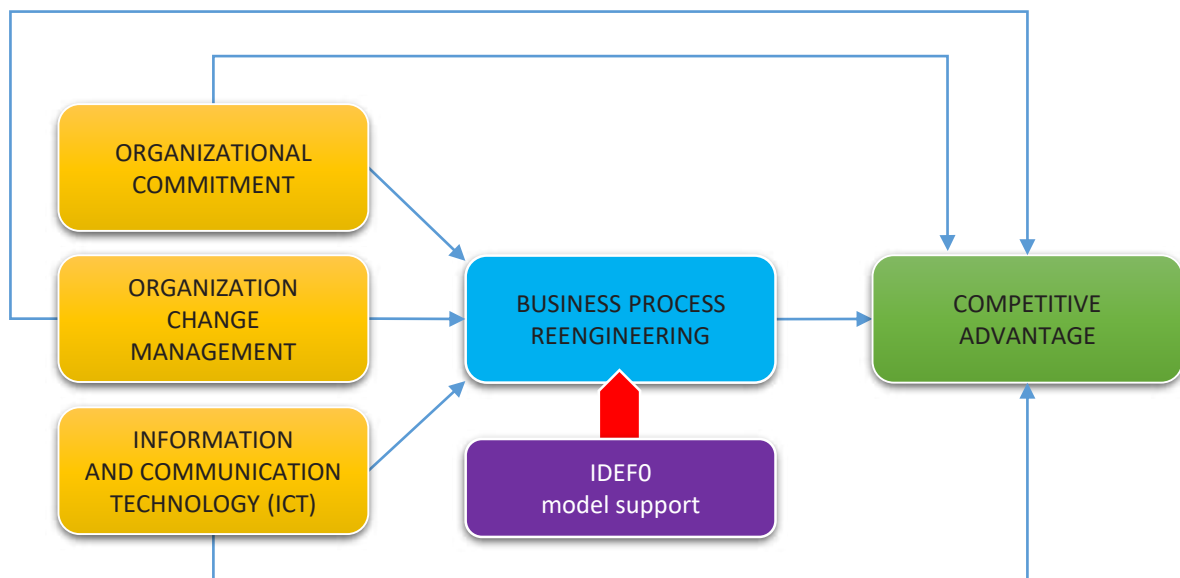 ORGANIZATIONAL
COMMITMENT
ORGANIZATION
CHANGE
MANAGEMENT
INFORMATION
AND COMMUNICATION
TECHNOLOGY (ICT)
BUSINESS PROCESS
REENGINEERING
IDEF0
model support
COMPETITIVE
ADVANTAGE